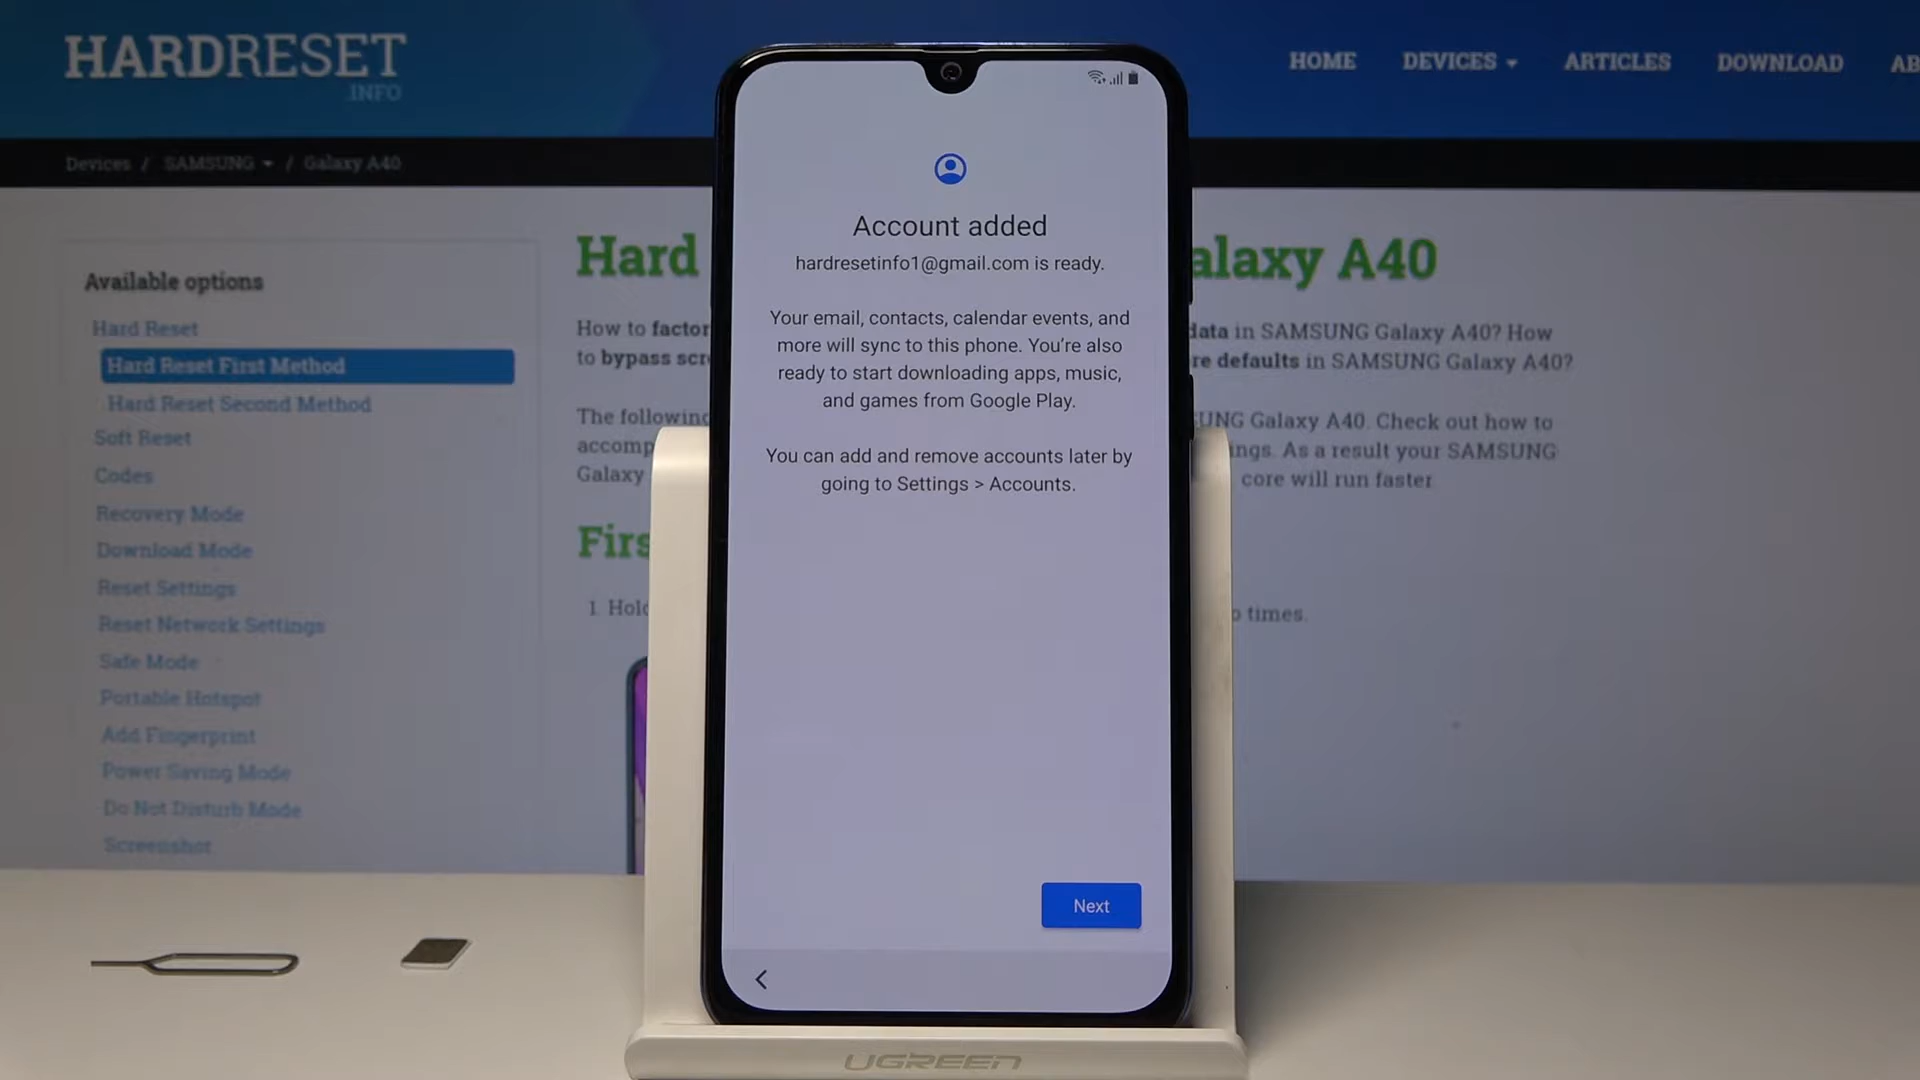 HARDRESET
.INFO
HOME
DEVICES
ARTICLES
DOWNLOAD
AB
Devices / SAMSUNG / Galaxy A40
Available options
Hard Reset
Hard Reset First Method
Hard Reset Second Method
Soft Reset
Codes
Recovery Mode
Download Mode
Reset Settings
Reset Network Settings
Safe Mode
Portable Hotspot
Add Fingerprint
Power Saving Mode
Do Not Disturb Mode
Screenshot
Hard
alaxy A40
How to factor
data in SAMSUNG Galaxy A40? How
to bypass scr
re defaults in SAMSUNG Galaxy A40?
The following
UNG Galaxy A40. Check out how to
accomp
ings. As a result your SAMSUNG
Galaxy
core will run faster
Firs
1 Hold
o times.
Account added
hardresetinfo1@gmail.com is ready.
Your email, contacts, calendar events, and
more will sync to this phone. You're also
ready to start downloading apps, music,
and games from Google Play.
You can add and remove accounts later by
going to Settings > Accounts.
Next
UGREEN